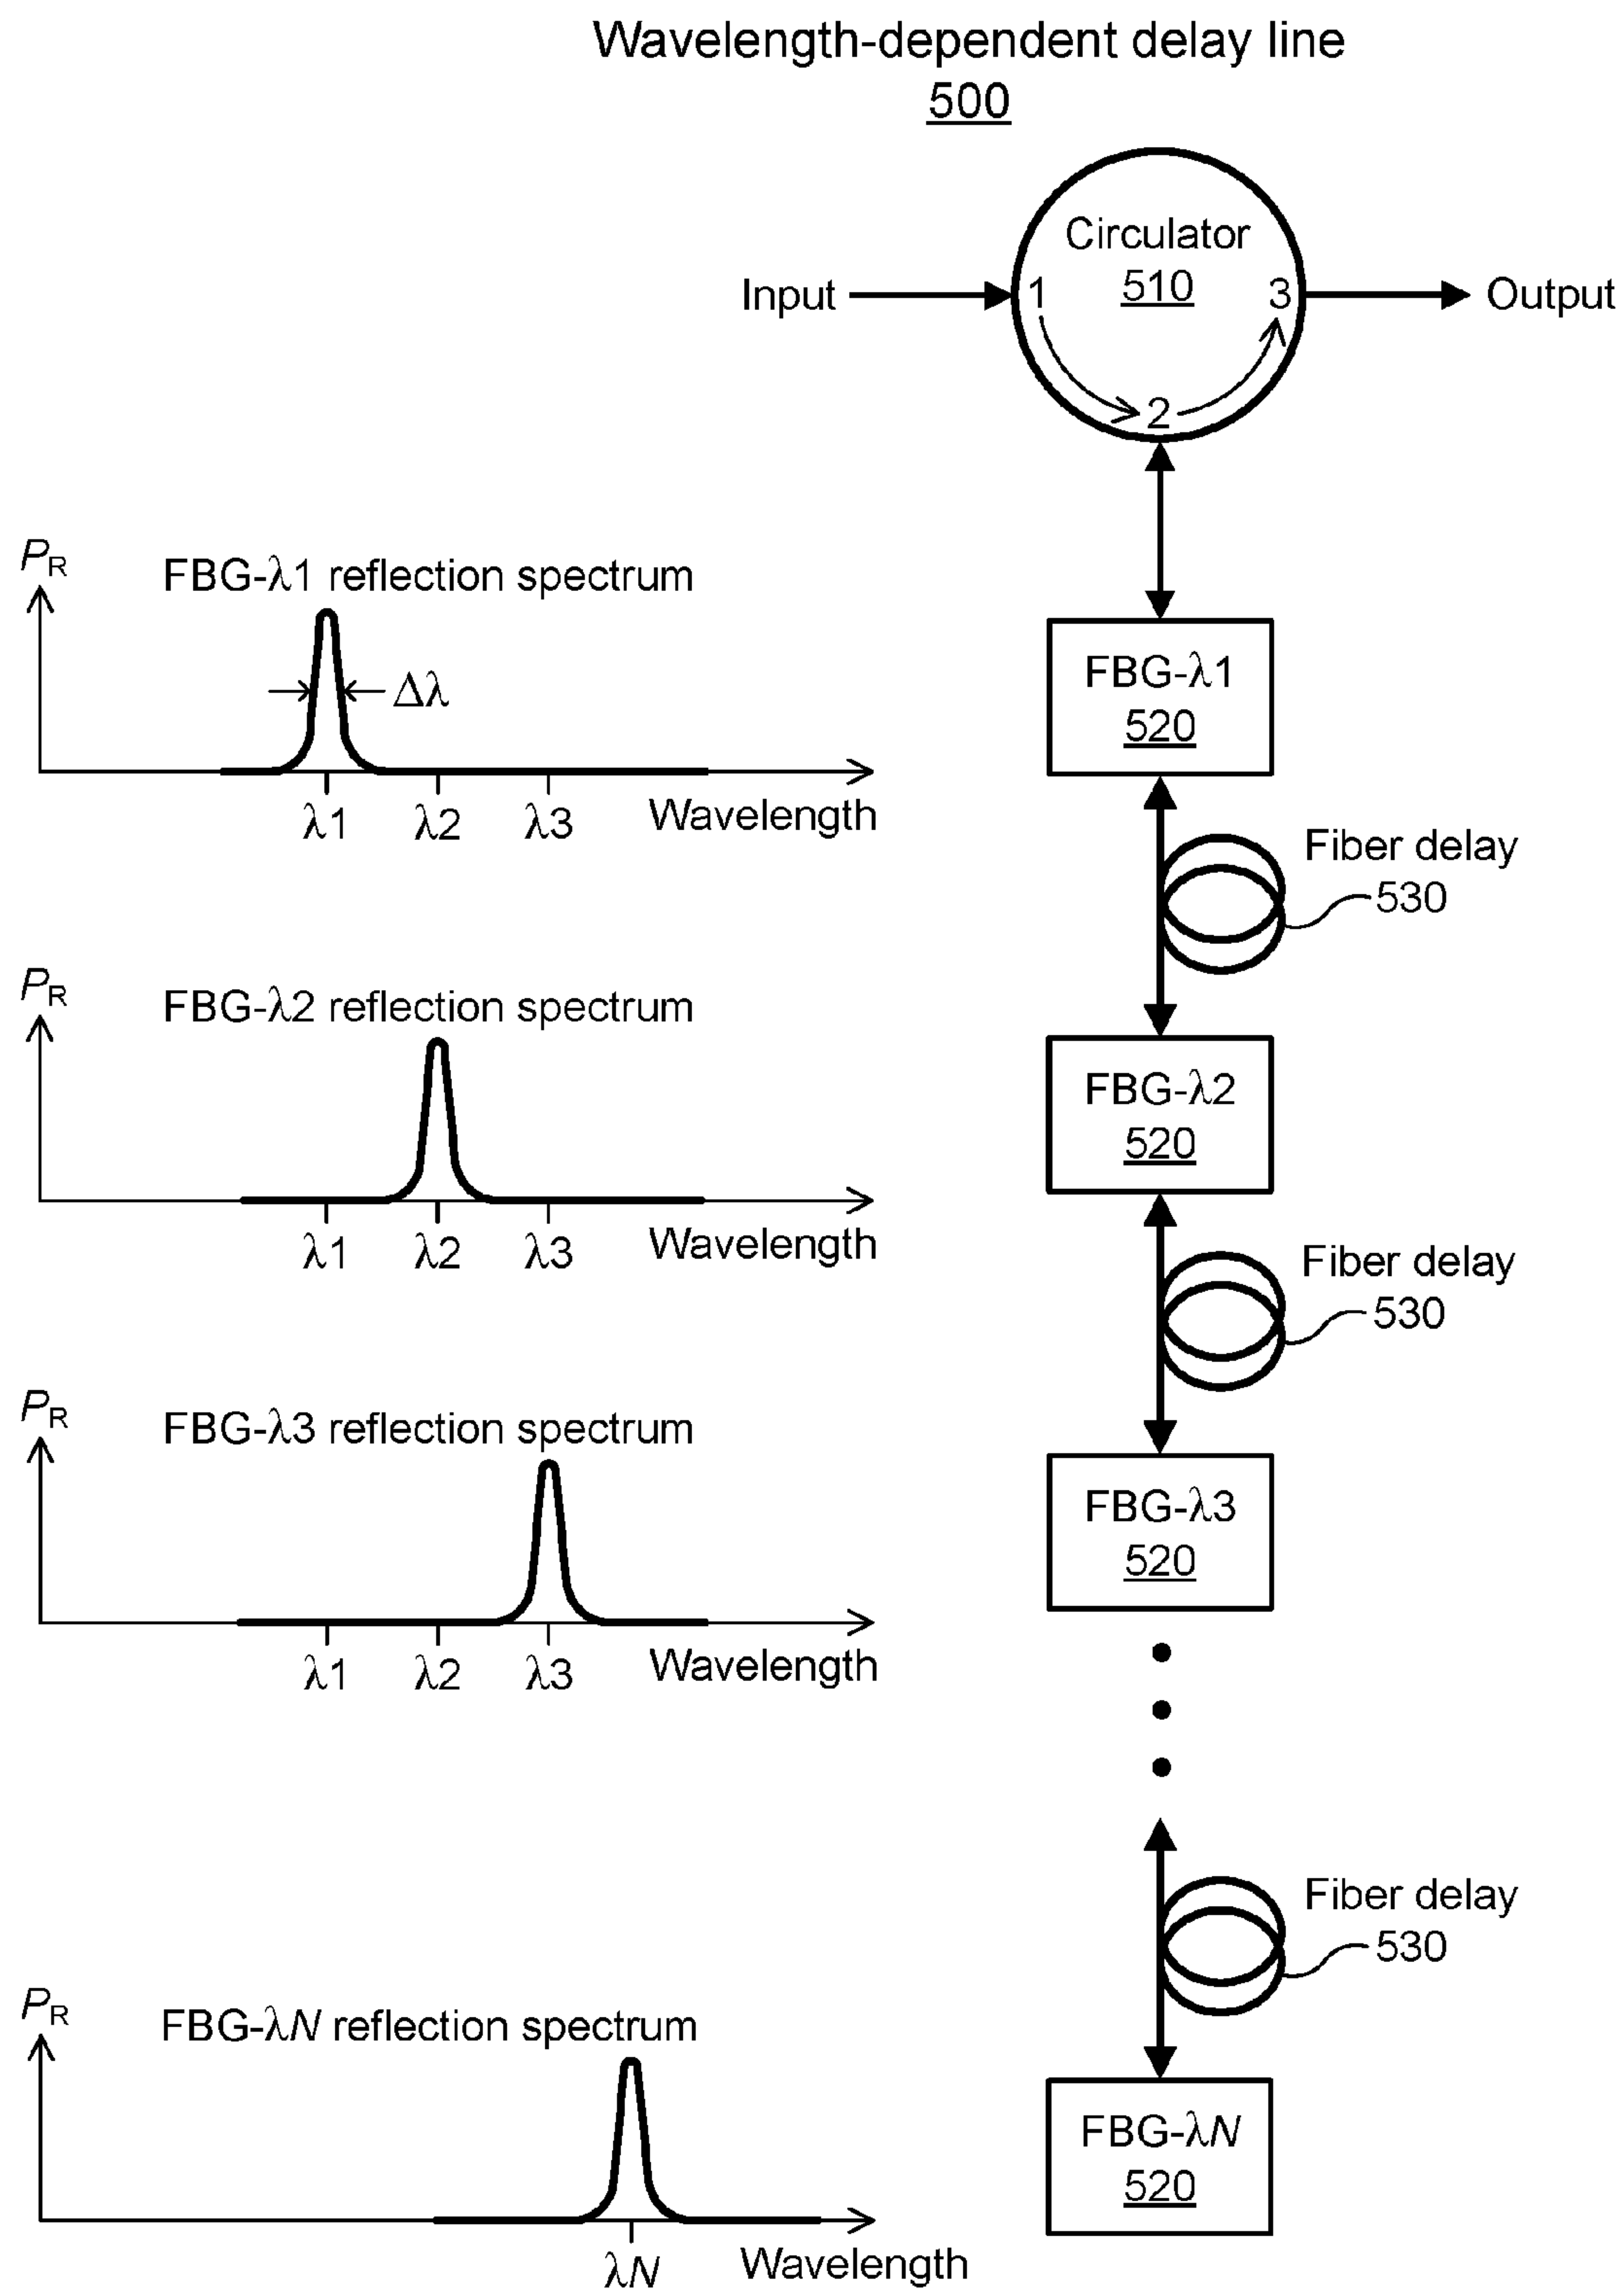 Wavelength-dependent delay line
500
Circulator
510
Input
1
3
Output
2
PR
FBG-λ1 reflection spectrum
Δλ
λ1 λ2 λ3 Wavelength
FBG-λ1
520
Fiber delay
530
PR
FBG-λ2 reflection spectrum
λ1 λ2 λ3 Wavelength
FBG-λ2
520
Fiber delay
530
PR
FBG-λ3 reflection spectrum
λ1 λ2 λ3 Wavelength
FBG-λ3
520
Fiber delay
530
PR
FBG-λN reflection spectrum
λN Wavelength
FBG-λN
520